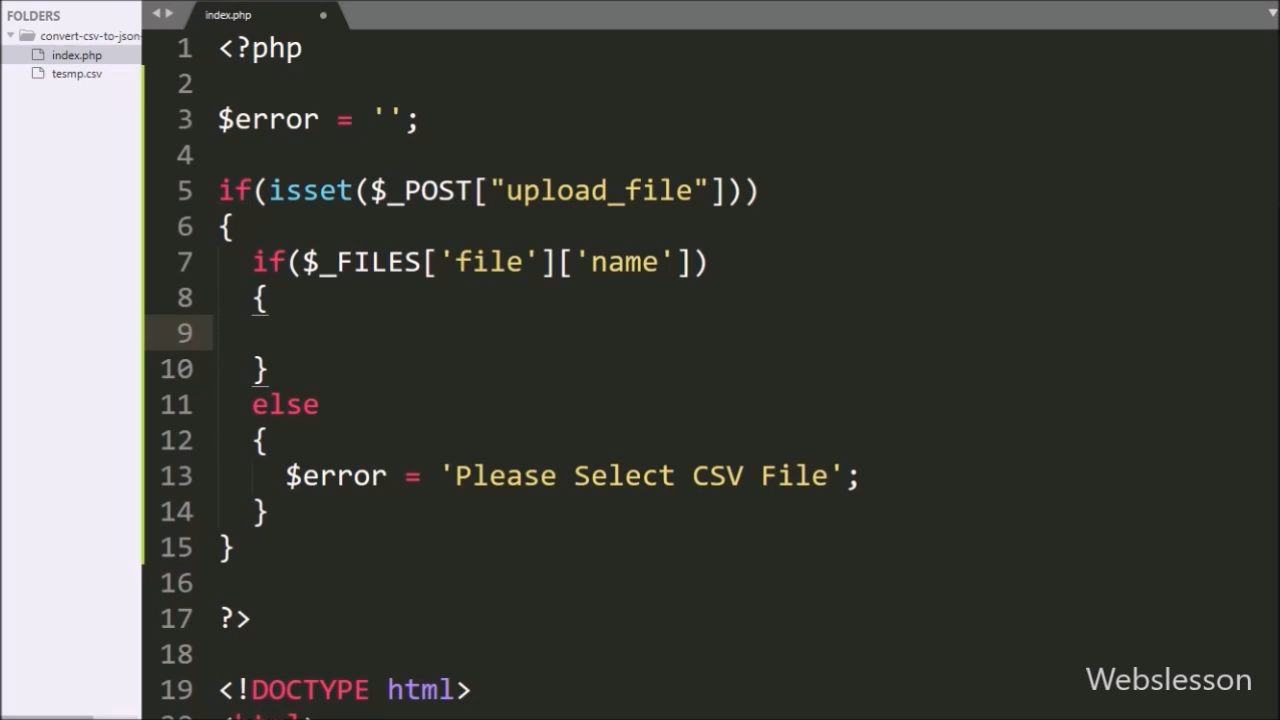 FOLDERS
convert-csv-to-json-
index.php
tesmp.csv
index.php
1 <?php
2
3 $error = '';
4
5 if(isset($_POST["upload_file"]))
6 {
7 if($_FILES['file']['name'])
8 {
9
10 }
11 else
12 {
13 $error = 'Please Select CSV File';
14 }
15 }
16
17 ?>
18
19 <!DOCTYPE html>
20 <html>
Webslesson